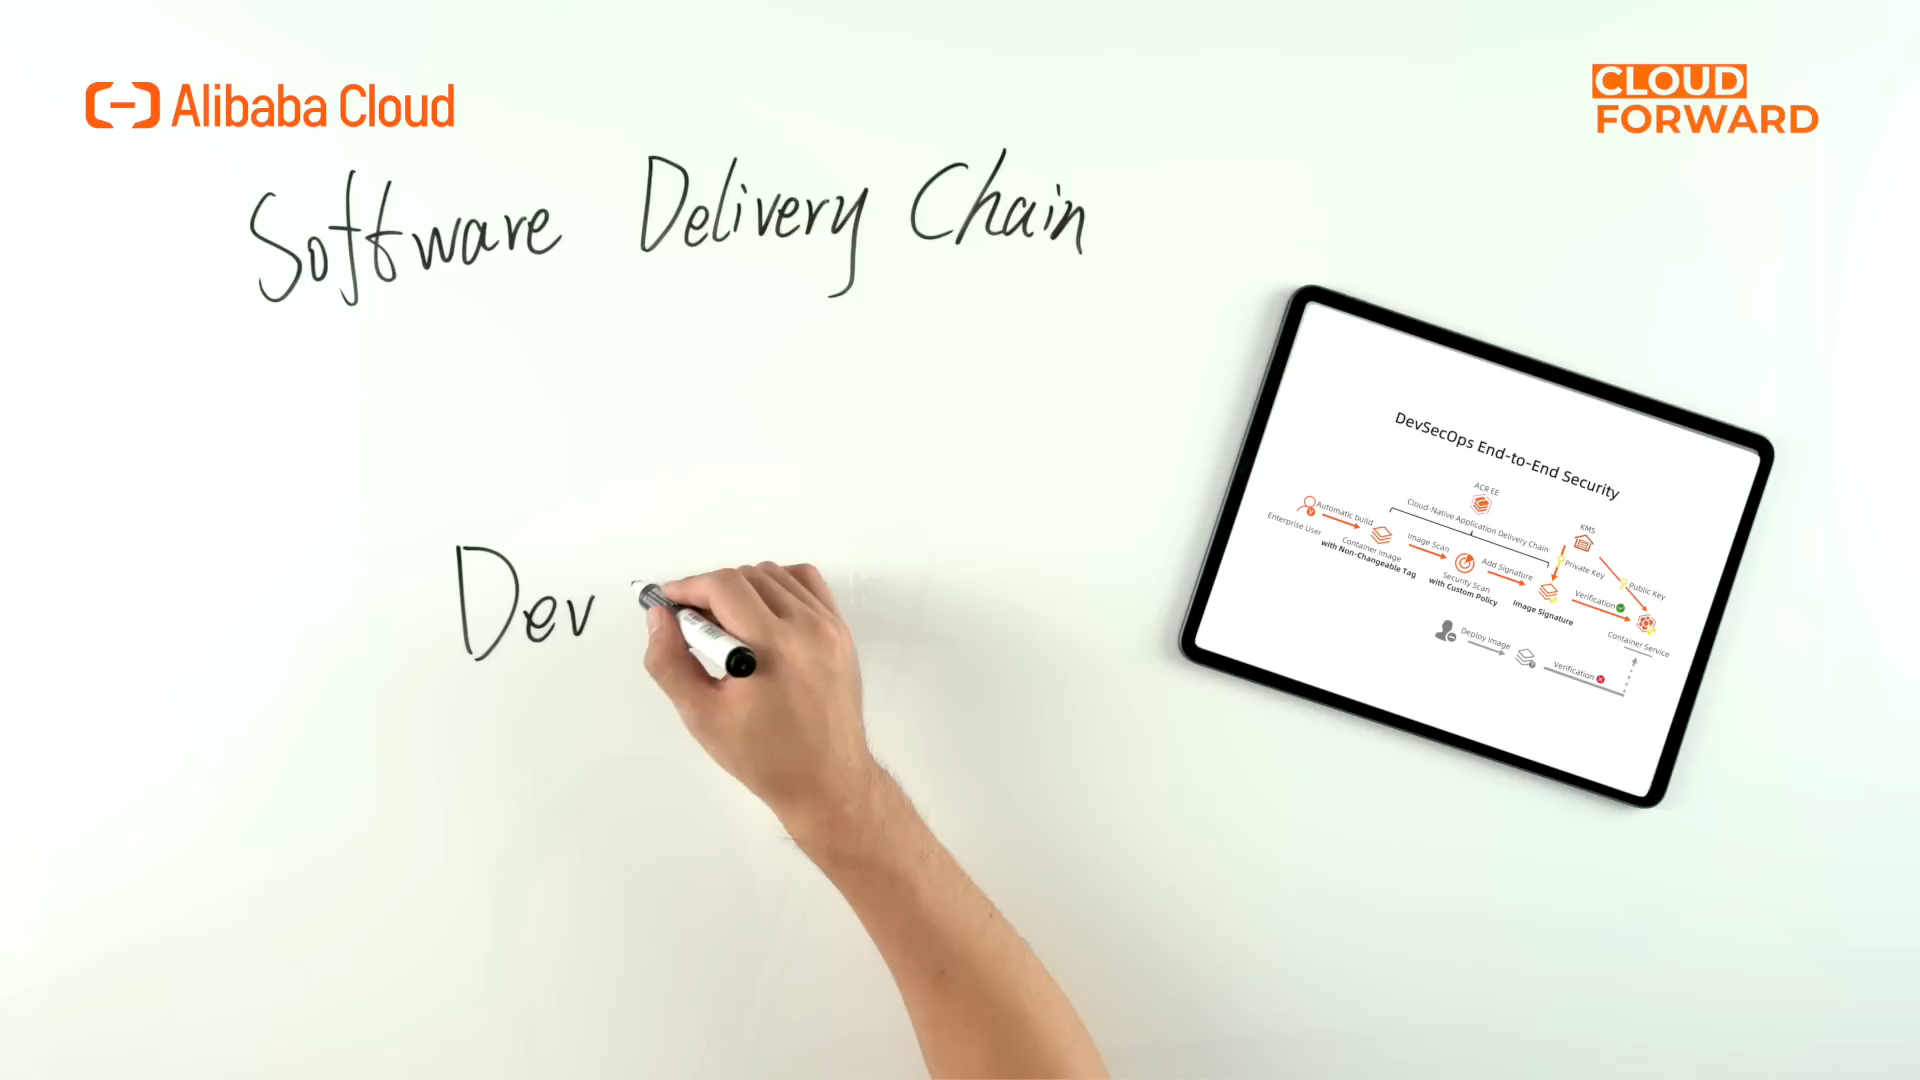 Alibaba Cloud
CLOUD
FORWARD
Software Delivery Chain
Dev
DevSecOps End-to-End Security
ACR EE
Cloud-Native Application Delivery Chain
KMS
Automatic build
Enterprise User
Container Image
with Non-Changeable Tag
Image Scan
Security Scan
with Custom Policy
Add Signature
Image Signature
Private Key
Public Key
Verification
Container Service
Deploy Image
Verification